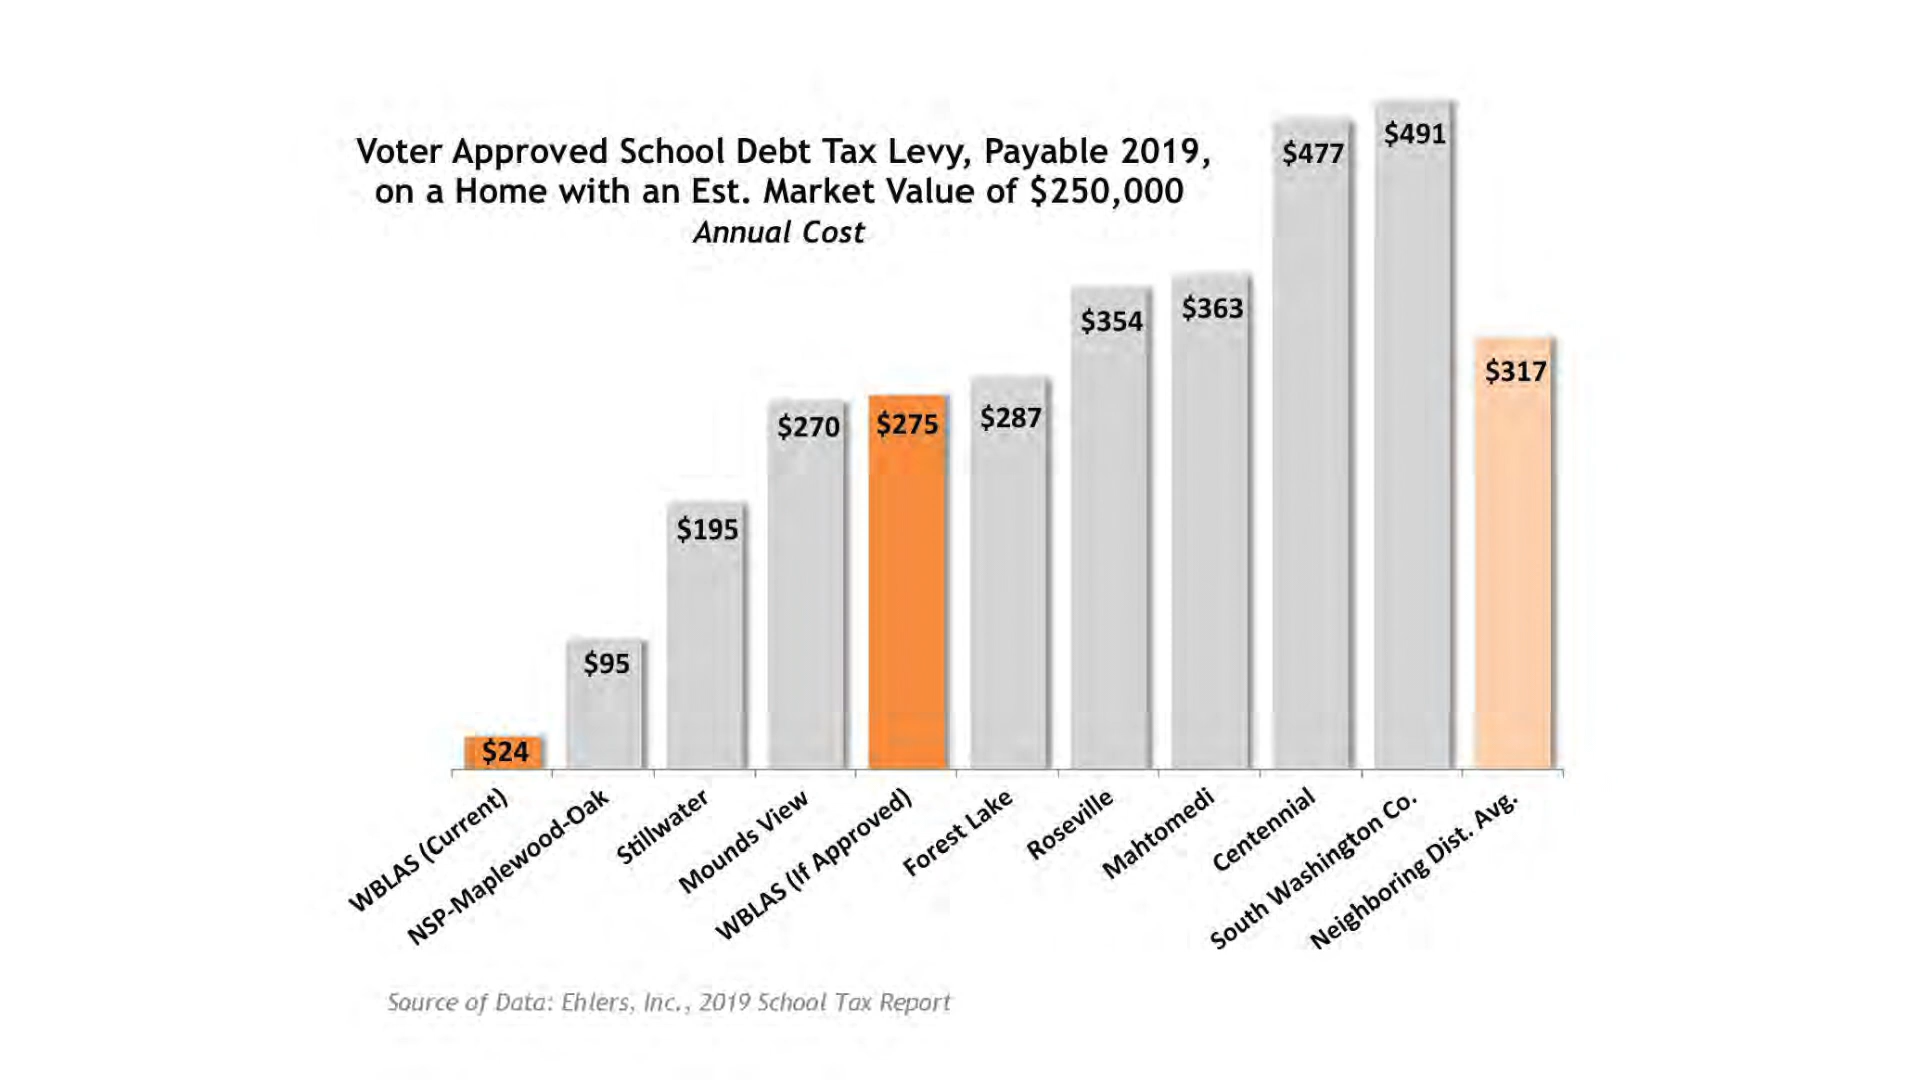 Voter Approved School Debt Tax Levy, Payable 2019,
on a Home with an Est. Market Value of $250,000
Annual Cost
$24
$95
$195
$270
$275
$287
$354
$363
$477
$491
$317
WBLAS (Current)
NSP-Maplewood-Oak
Stillwater
Mounds View
WBLAS (If Approved)
Forest Lake
Roseville
Mahtomedi
Centennial
South Washington Co.
Neighboring Dist. Avg.
Source of Data: Ehlers, Inc., 2019 School Tax Report